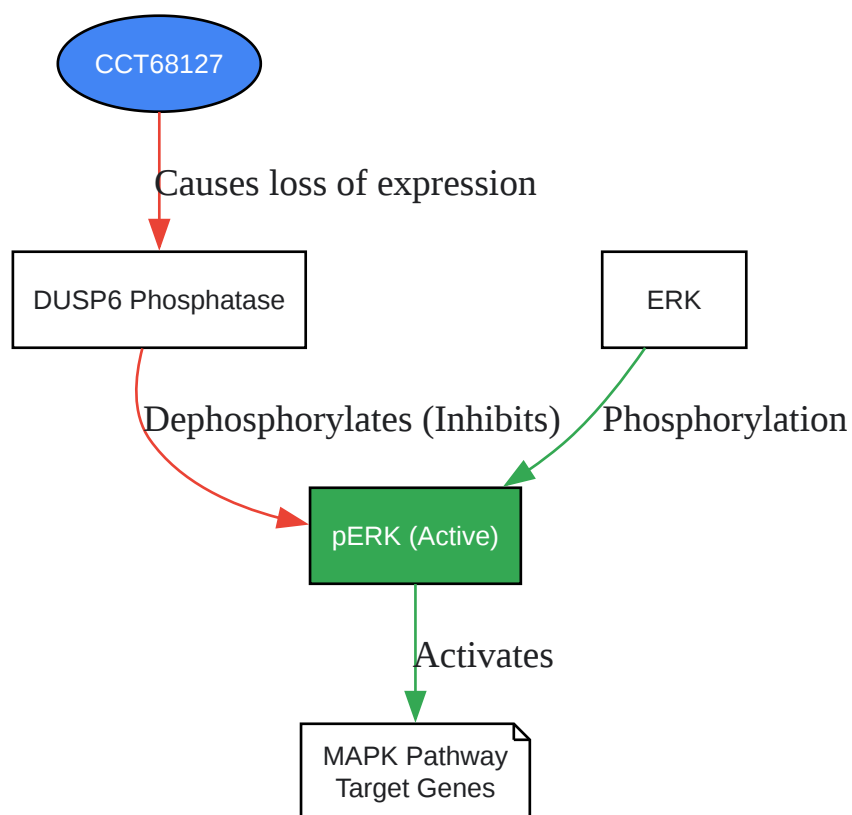 CCT68127
Causes loss of expression
DUSP6 Phosphatase
ERK
Dephosphorylates (Inhibits)
Phosphorylation
pERK (Active)
Activates
MAPK Pathway
Target Genes